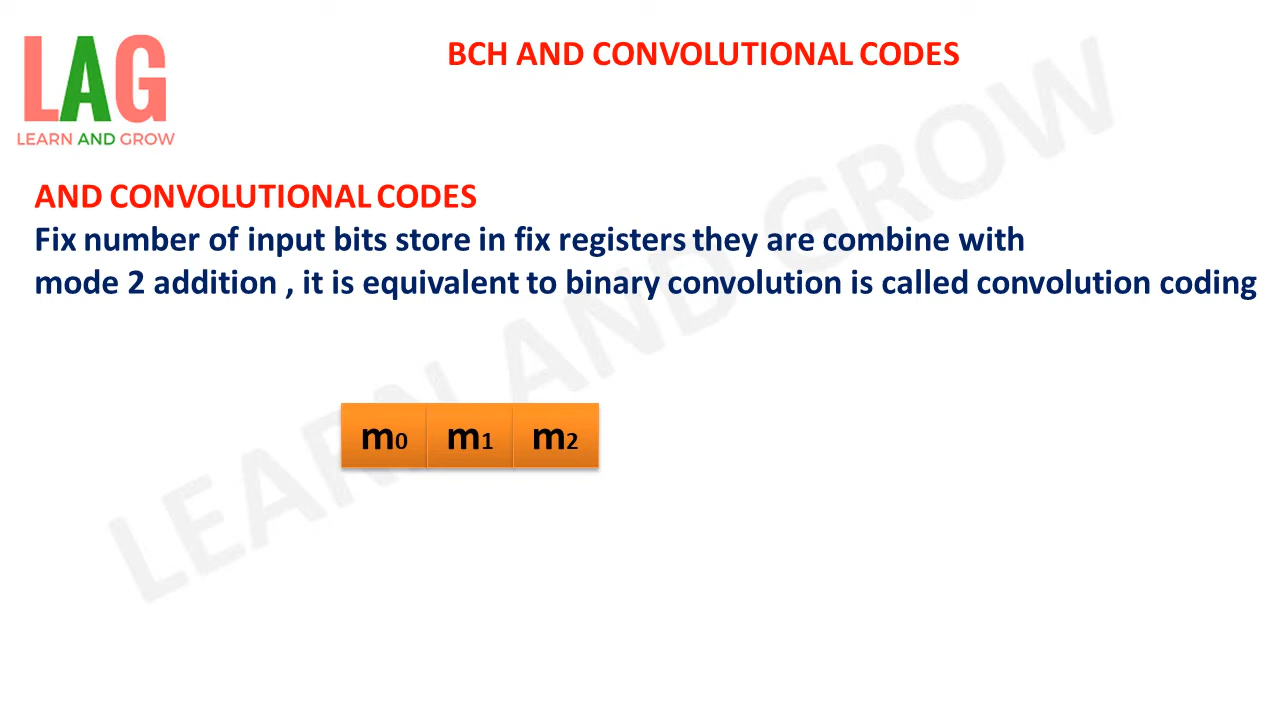 LAG
LEARN AND GROW
BCH AND CONVOLUTIONAL CODES
AND CONVOLUTIONAL CODES
Fix number of input bits store in fix registers they are combine with
mode 2 addition , it is equivalent to binary convolution is called convolution coding
LEARN AND GROW
m0 m1 m2